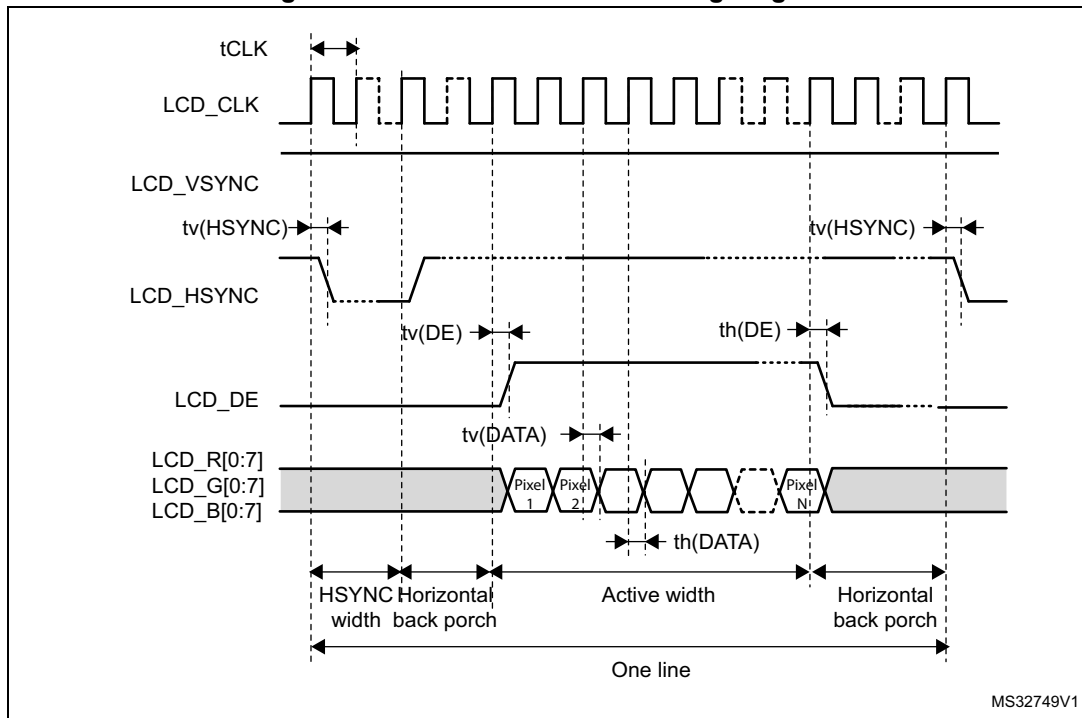 tCLK
LCD_CLK
LCD_VSYNC
tv(HSYNC)
tv(HSYNC)
LCD_HSYNC
tv(DE)
th(DE)
LCD_DE
tv(DATA)
LCD_R[0:7]
LCD_G[0:7]
LCD_B[0:7]
Pixel
1
Pixel
2
Pixel
N
th(DATA)
HSYNC
width
Horizontal
back porch
Active width
Horizontal
back porch
One line
MS32749V1